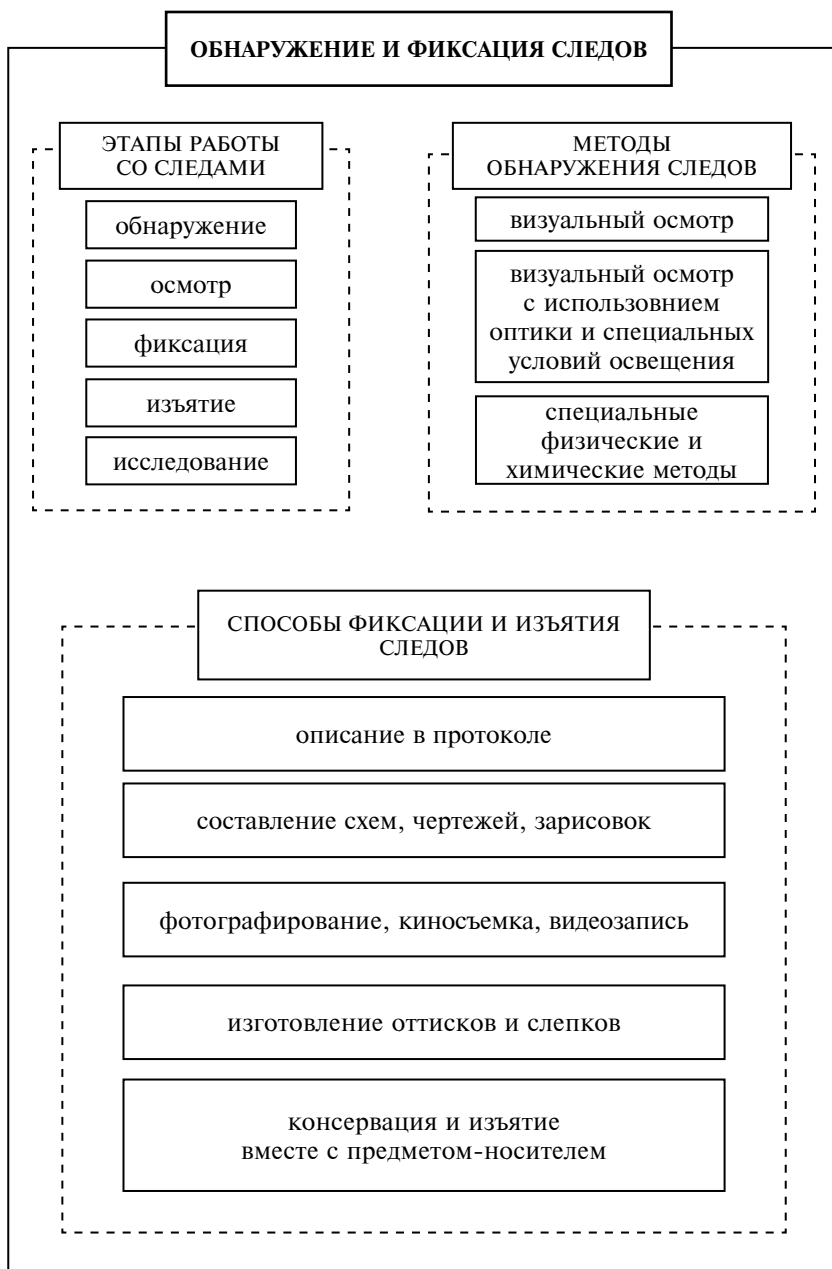 ОБНАРУЖЕНИЕ И ФИКСАЦИЯ СЛЕДОВ
ЭТАПЫ РАБОТЫ
СО СЛЕДАМИ
обнаружение
осмотр
фиксация
изъятие
исследование
МЕТОДЫ
ОБНАРУЖЕНИЯ СЛЕДОВ
визуальный осмотр
визуальный осмотр
с использовнием
оптики и специальных
условий освещения
специальные
физические и
химические методы
СПОСОБЫ ФИКСАЦИИ И ИЗЪЯТИЯ
СЛЕДОВ
описание в протоколе
составление схем, чертежей, зарисовок
фотографирование, киносъемка, видеозапись
изготовление оттисков и слепков
консервация и изъятие
вместе с предметом-носителем